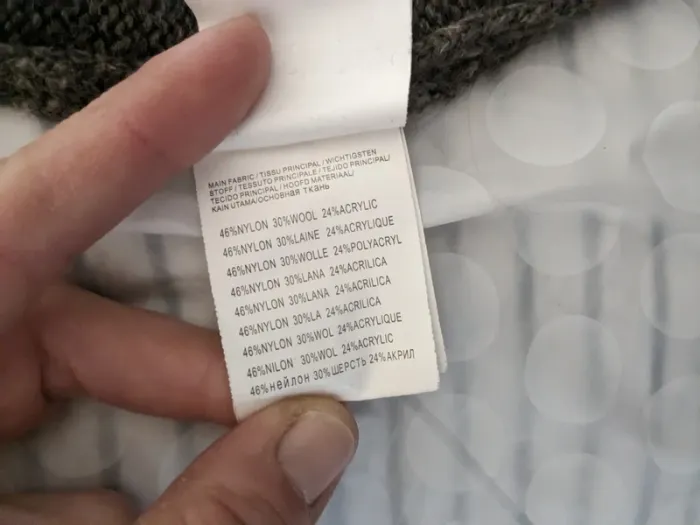 MAIN FABRIC / TISSU PRINCIPAL / WICHTIGSTEN
STOFF / TESSUTO PRINCIPALE / TEJIDO PRINCIPAL/
TECIDO PRINCIPAL / HOOFD MATERIAAL/
KAIN UTAMA/ОСНОВНАЯ ТКАНЬ
46%NYLON 30%WOOL 24%ACRYLIC
46%NYLON 30%LAINE 24%ACRYLIQUE
46%NYLON 30%WOLLE 24%POLYACRYL
46%NYLON 30%LANA 24%ACRILICA
46%NYLON 30%LANA 24%ACRILICA
46%NYLON 30%LA 24%ACRILICA
46%NYLON 30%WOL 24%ACRYLIQUE
46%NILON 30%WOL 24%ACRYLIC
46%НЕЙЛОН 30%ШЕРСТЬ 24%АКРИЛ